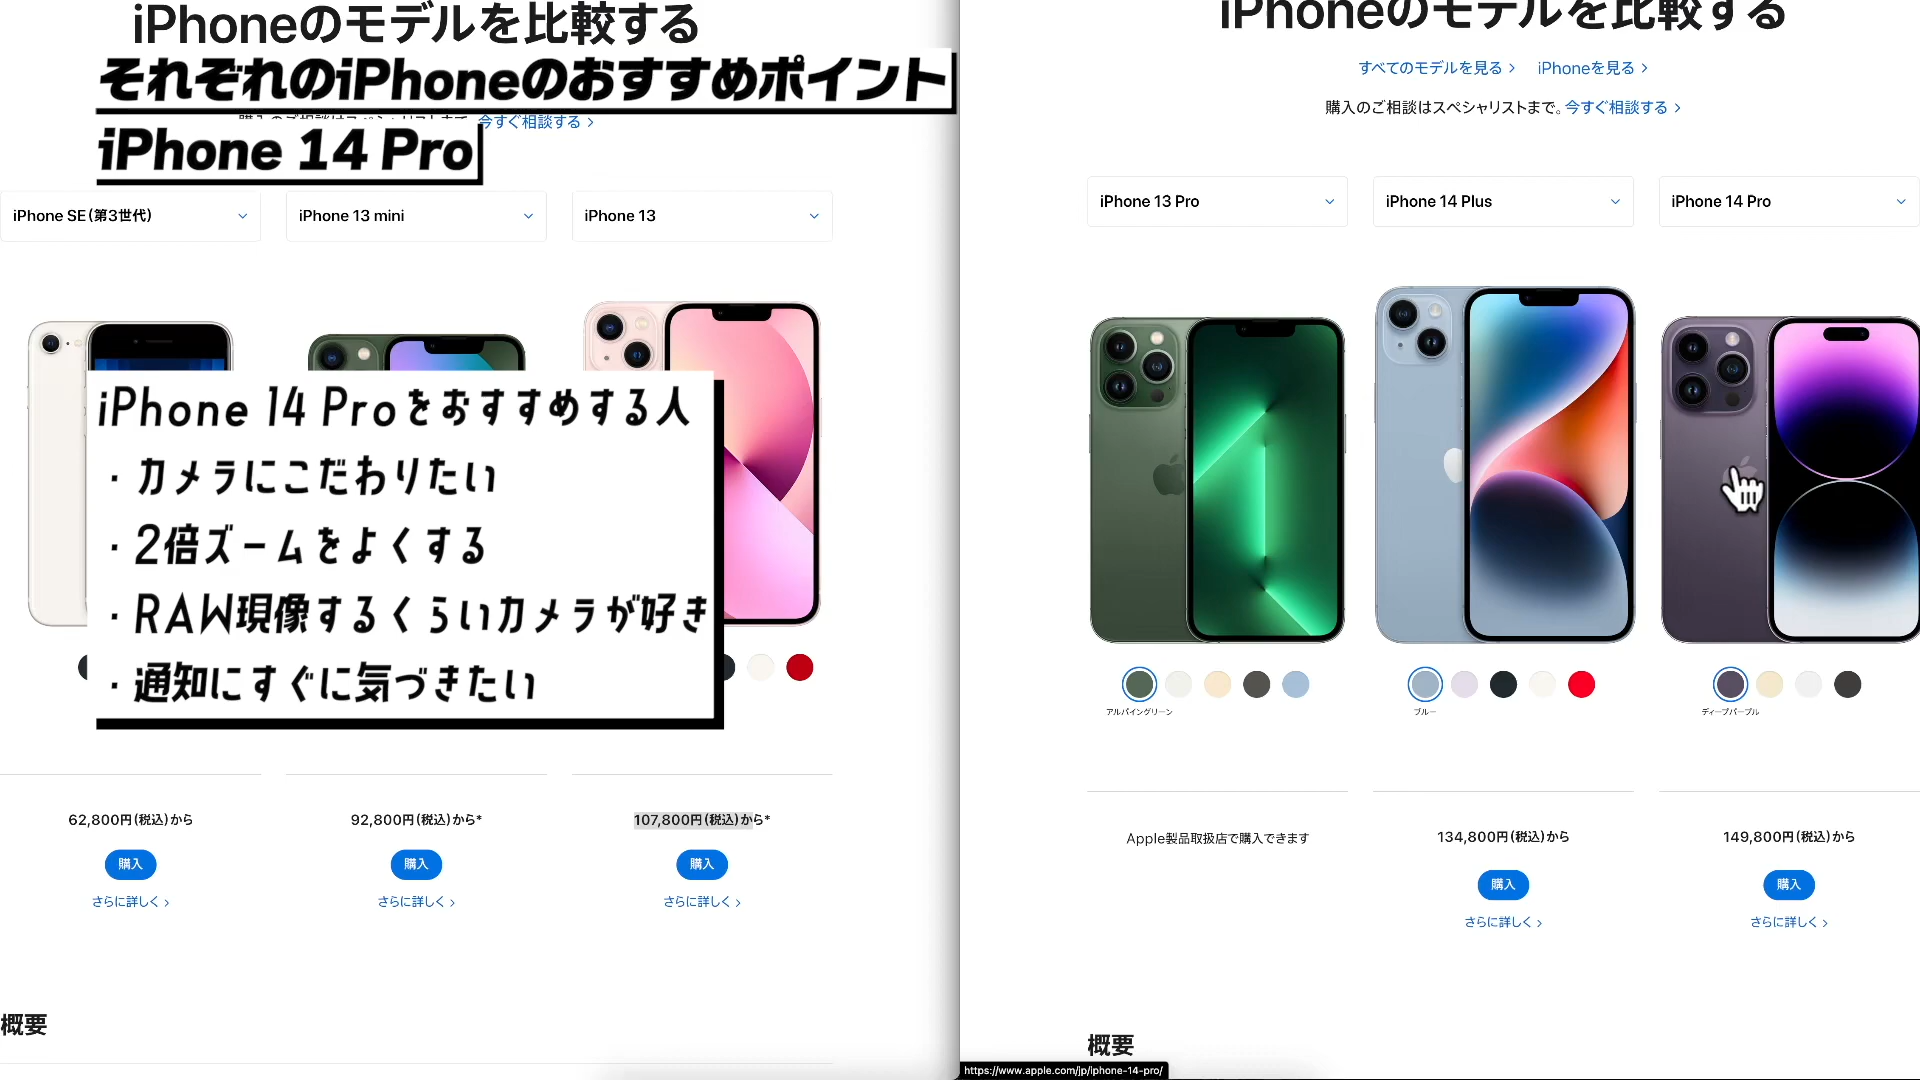 iPhoneのモデルを比較する
それぞれのiPhoneのおすすめポイント
今すぐ相談する >
iPhone 14 Pro
iPhone SE(第3世代)
iPhone 13 mini
iPhone 13
iPhone 14 Proをおすすめする人
・カメラにこだわりたい
・2倍ズームをよくする
・RAW現像するくらいカメラが好き
・通知にすぐに気づきたい
62,800円(税込)から
92,800円(税込)から*
107,800円(税込)から*
購入
購入
購入
さらに詳しく >
さらに詳しく >
さらに詳しく >
概要
iPhoneのモデルを比較する
すべてのモデルを見る >
iPhoneを見る >
購入のご相談はスペシャリストまで。今すぐ相談する >
iPhone 13 Pro
iPhone 14 Plus
iPhone 14 Pro
アルパイングリーン
ブルー
ディープパープル
Apple製品取扱店で購入できます
134,800円(税込)から
149,800円(税込)から
購入
購入
さらに詳しく >
さらに詳しく >
概要
https://www.apple.com/jp/iphone-14-pro/